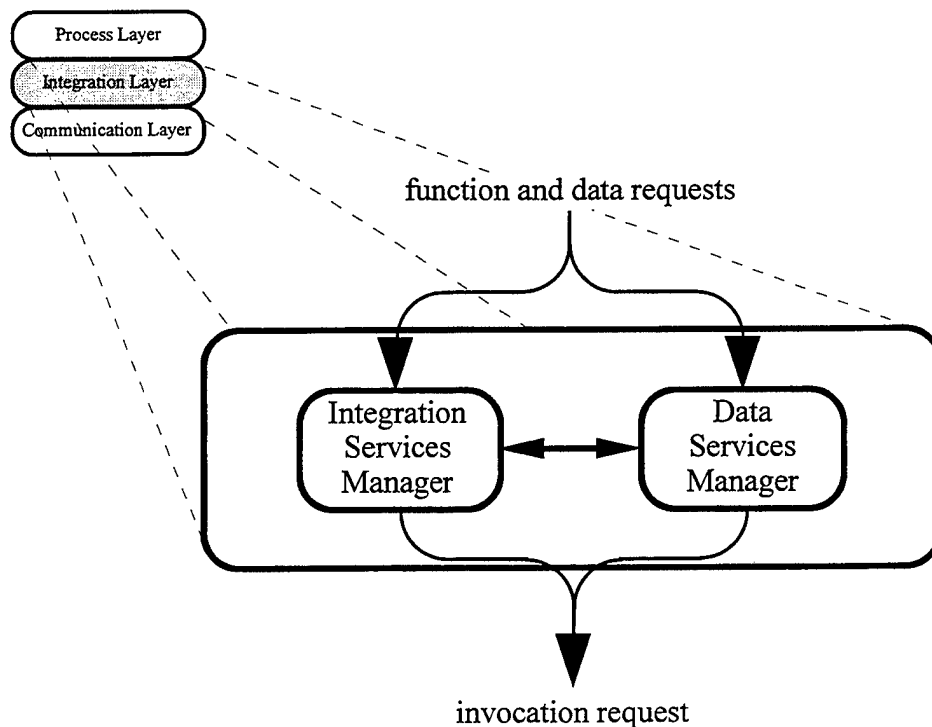 Process Layer
Integration Layer
Communication Layer
function and data requests
Integration
Services
Manager
Data
Services
Manager
invocation request